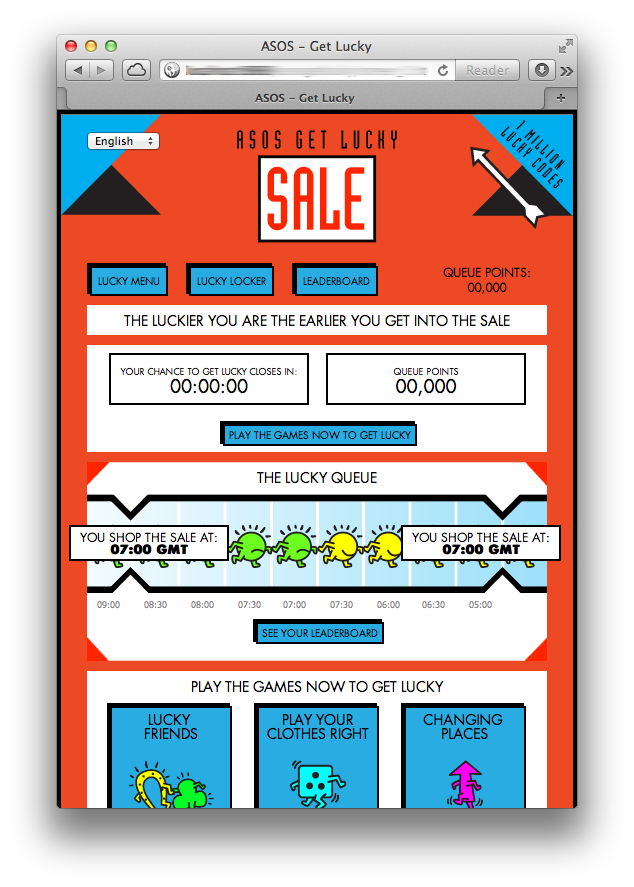 ASOS – Get Lucky
Reader
ASOS – Get Lucky
English
ASOS GET LUCKY
SALE
1 MILLION
LUCKY CODES
LUCKY MENU
LUCKY LOCKER
LEADERBOARD
QUEUE POINTS:
00,000
THE LUCKIER YOU ARE THE EARLIER YOU GET INTO THE SALE
YOUR CHANCE TO GET LUCKY CLOSES IN:
00:00:00
QUEUE POINTS
00,000
PLAY THE GAMES NOW TO GET LUCKY
THE LUCKY QUEUE
YOU SHOP THE SALE AT:
07:00 GMT
YOU SHOP THE SALE AT:
07:00 GMT
09:00 08:30 08:00 07:30 07:00 07:30 06:00 06:30 05:00
SEE YOUR LEADERBOARD
PLAY THE GAMES NOW TO GET LUCKY
LUCKY
FRIENDS
PLAY YOUR
CLOTHES RIGHT
CHANGING
PLACES